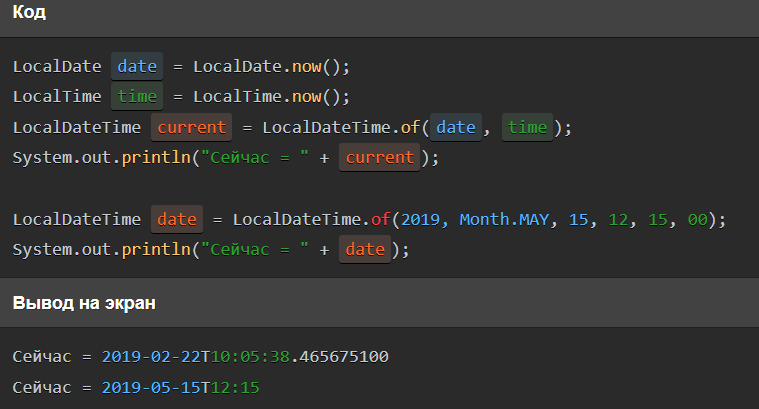 Код
LocalDate date = LocalDate.now();
LocalTime time = LocalTime.now();
LocalDateTime current = LocalDateTime.of(date, time);
System.out.println("Сейчас = " + current);
LocalDateTime date = LocalDateTime.of(2019, Month.MAY, 15, 12, 15, 00);
System.out.println("Сейчас = " + date);
Вывод на экран
Сейчас = 2019-02-22T10:05:38.465675100
Сейчас = 2019-05-15T12:15